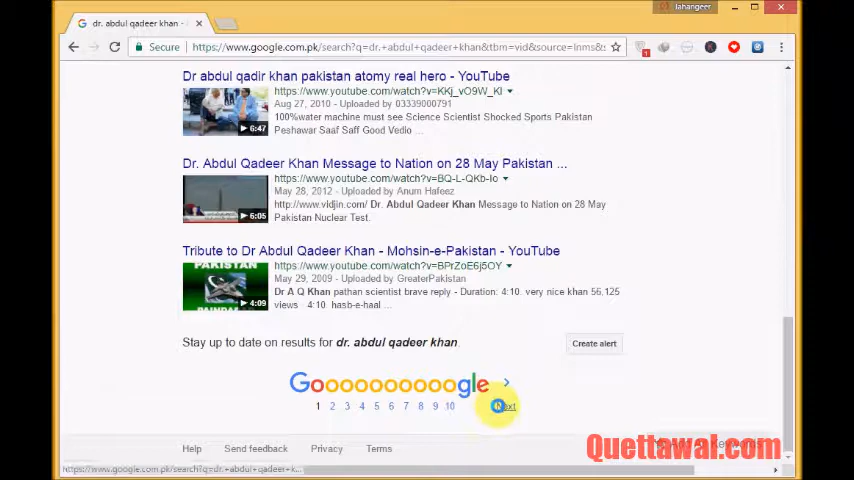 Jahangeer
dr. abdul qadeer khan -
Secure https://www.google.com.pk/search?q=dr.+abdul+qadeer+khan&tbm=vid&source=lnms&s
1
Dr abdul qadir khan pakistan atomy real hero - YouTube
https://www.youtube.com/watch?v=KKj_vO9W_KI
Aug 27, 2010 - Uploaded by 03339000791
100%water machine must see Science Scientist Shocked Sports Pakistan
Peshawar Saaf Saff Good Vedio ...
6:47
Dr. Abdul Qadeer Khan Message to Nation on 28 May Pakistan ...
https://www.youtube.com/watch?v=BQ-L-QKb-Io
May 28, 2012 - Uploaded by Anum Hafeez
http://www.vidjin.com/ Dr. Abdul Qadeer Khan Message to Nation on 28 May
Pakistan Nuclear Test.
6:05
Tribute to Dr Abdul Qadeer Khan - Mohsin-e-Pakistan - YouTube
https://www.youtube.com/watch?v=BPrZoE6j5OY
May 29, 2009 - Uploaded by GreaterPakistan
Dr A Q Khan pathan scientist brave reply - Duration: 4:10. very nice khan 56,125
views · 4:10. hasb-e-haal ...
PAKISTAN
4:09
Stay up to date on results for dr. abdul qadeer khan.
Create alert
Goooooooooogle
1 2 3 4 5 6 7 8 9 10 Next
Help Send feedback Privacy Terms
Quettawal.com
https://www.google.com.pk/search?q=dr.+abdul+qadeer+k...